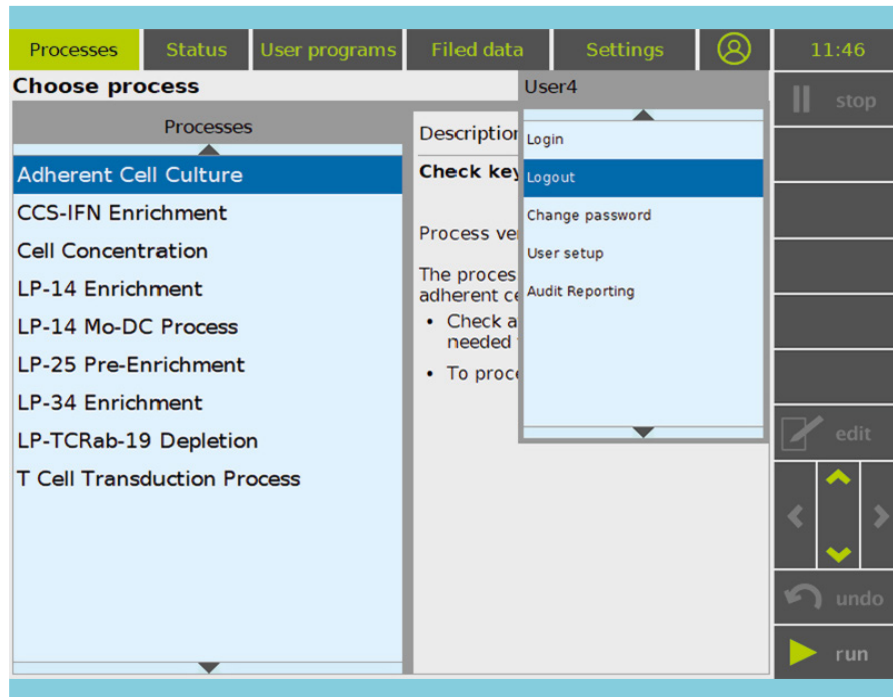 Processes Status User programs Filed data Settings 11:46
Choose process
User4
stop
Processes
Adherent Cell Culture
CCS-IFN Enrichment
Cell Concentration
LP-14 Enrichment
LP-14 Mo-DC Process
LP-25 Pre-Enrichment
LP-34 Enrichment
LP-TCRab-19 Depletion
T Cell Transduction Process
Description
Check key
Process ve
The proces
adherent ce
• Check a
needed
• To proce
Login
Logout
Change password
User setup
Audit Reporting
edit
undo
run